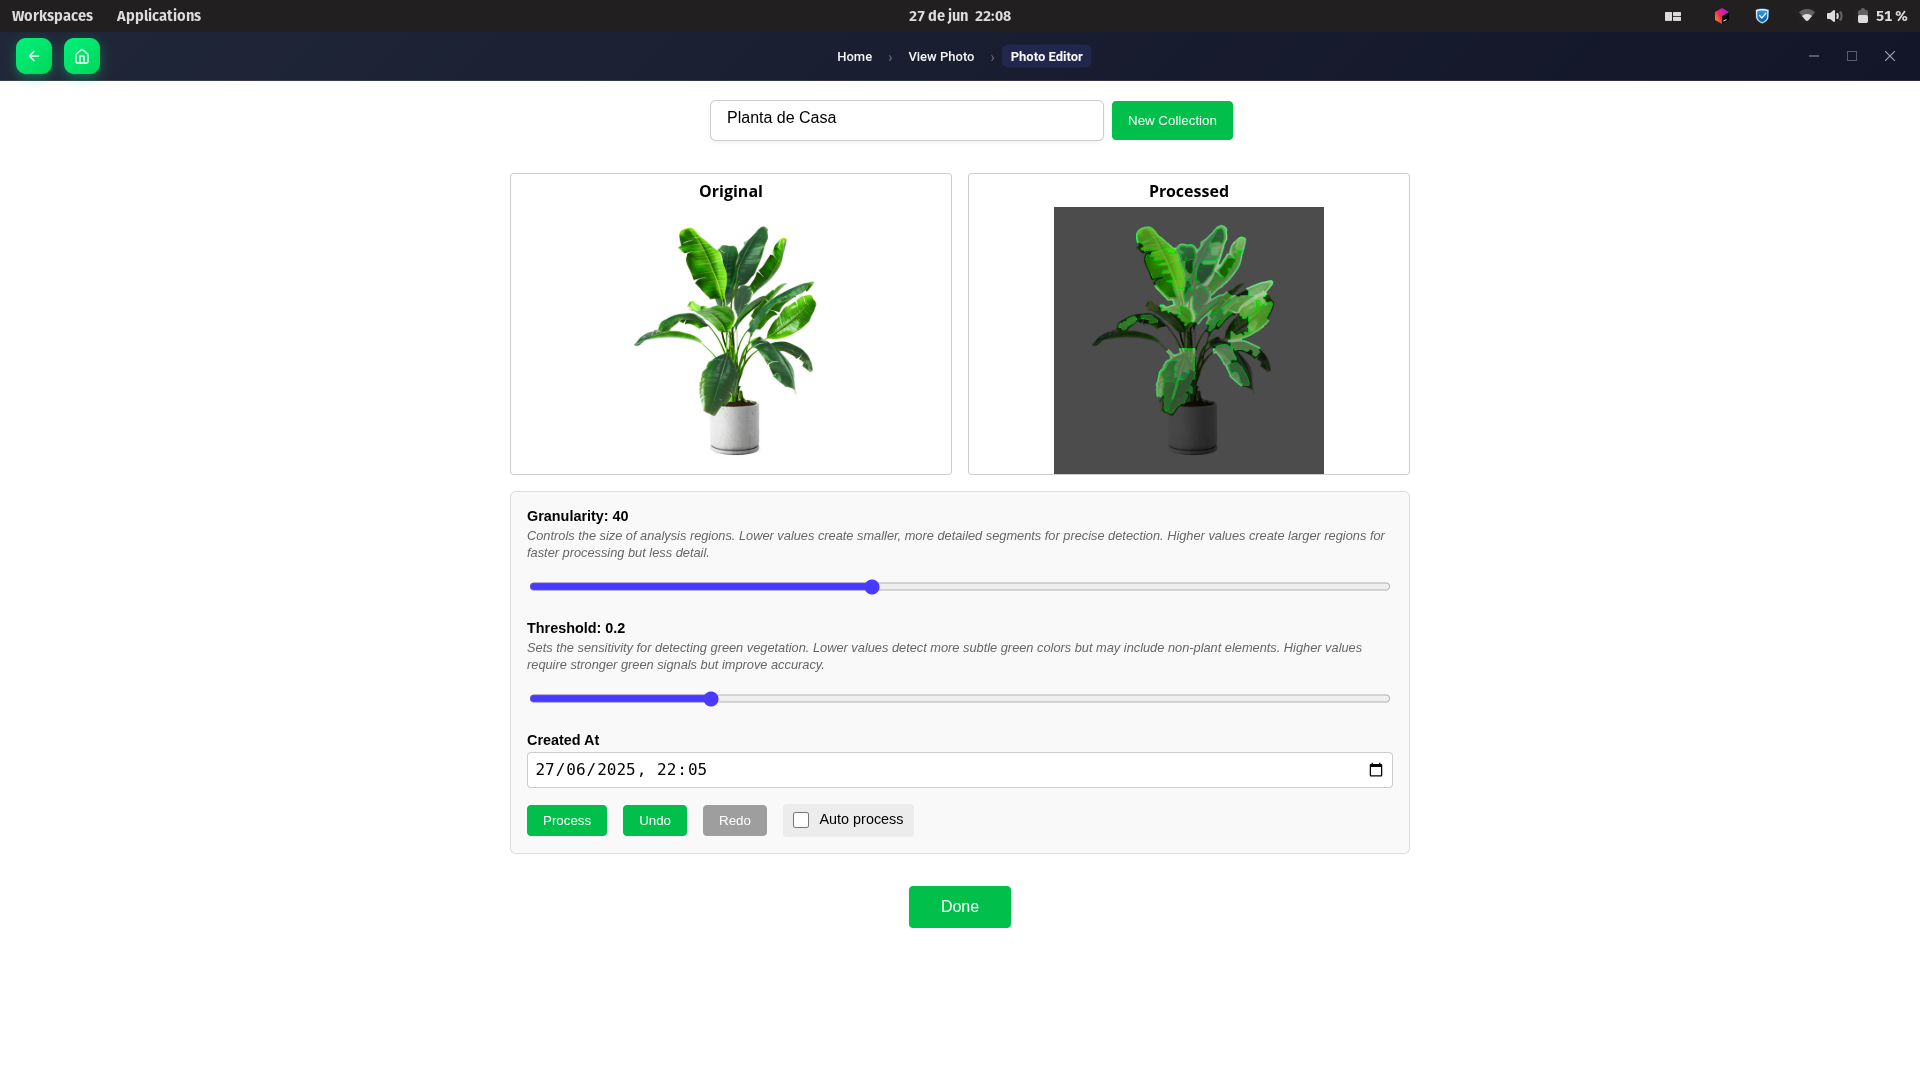 Workspaces Applications 27 de jun 22:08 51 %
Home › View Photo › Photo Editor
Planta de Casa New Collection
Original Processed
Granularity: 40
Controls the size of analysis regions. Lower values create smaller, more detailed segments for precise detection. Higher values create larger regions for
faster processing but less detail.
Threshold: 0.2
Sets the sensitivity for detecting green vegetation. Lower values detect more subtle green colors but may include non-plant elements. Higher values
require stronger green signals but improve accuracy.
Created At
27/06/2025, 22:05
Process Undo Redo Auto process
Done